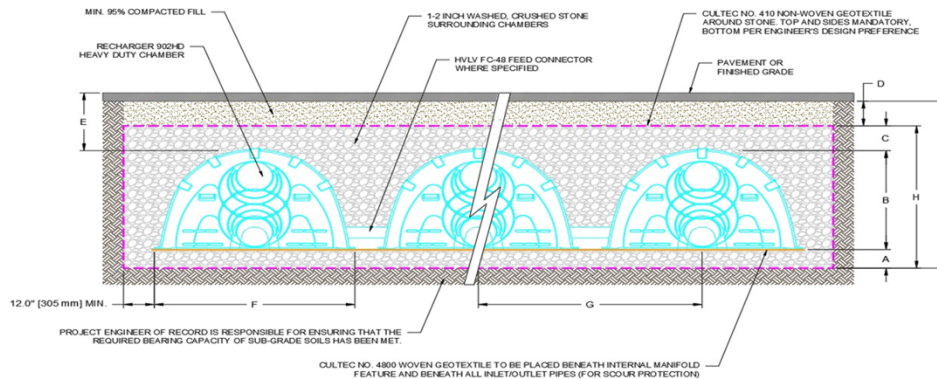 MIN. 95% COMPACTED FILL
1-2 INCH WASHED, CRUSHED STONE
SURROUNDING CHAMBERS
CULTEC NO. 410 NON-WOVEN GEOTEXTILE
AROUND STONE. TOP AND SIDES MANDATORY,
BOTTOM PER ENGINEER'S DESIGN PREFERENCE
RECHARGER 902HD
HEAVY DUTY CHAMBER
HVLV FC-48 FEED CONNECTOR
WHERE SPECIFIED
PAVEMENT OR
FINISHED GRADE
D
E
C
B
H
A
12.0" [305 mm] MIN.
F
G
PROJECT ENGINEER OF RECORD IS RESPONSIBLE FOR ENSURING THAT THE
REQUIRED BEARING CAPACITY OF SUB-GRADE SOILS HAS BEEN MET.
CULTEC NO. 4800 WOVEN GEOTEXTILE TO BE PLACED BENEATH INTERNAL MANIFOLD
FEATURE AND BENEATH ALL INLET/OUTLET PIPES (FOR SCOUR PROTECTION)